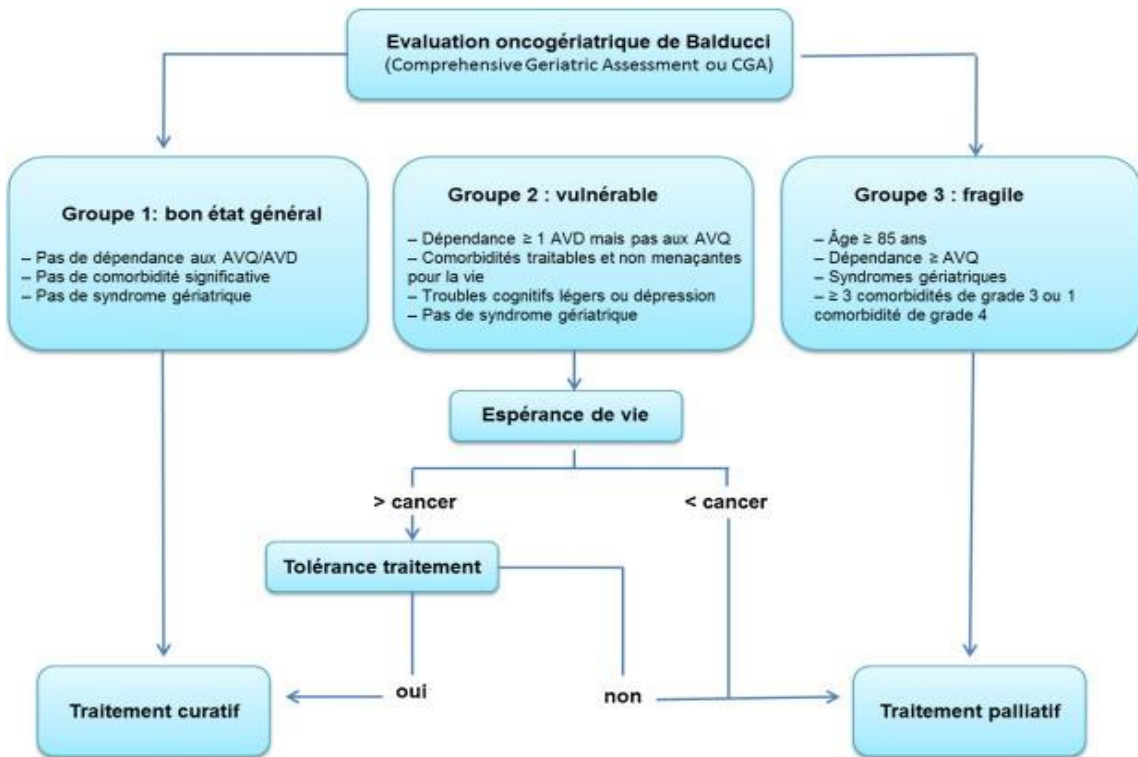 Evaluation oncogériatrique de Balducci
(Comprehensive Geriatric Assessment ou CGA)
Groupe 1: bon état général
– Pas de dépendance aux AVQ/AVD
– Pas de comorbidité significative
– Pas de syndrome gériatrique
Groupe 2 : vulnérable
– Dépendance ≥ 1 AVD mais pas aux AVQ
– Comorbidités traitables et non menaçantes
pour la vie
– Troubles cognitifs légers ou dépression
– Pas de syndrome gériatrique
Groupe 3 : fragile
– Âge ≥ 85 ans
– Dépendance ≥ AVQ
– Syndromes gériatriques
– ≥ 3 comorbidités de grade 3 ou 1
comorbidité de grade 4
Espérance de vie
> cancer
< cancer
Tolérance traitement
oui
non
Traitement curatif
Traitement palliatif